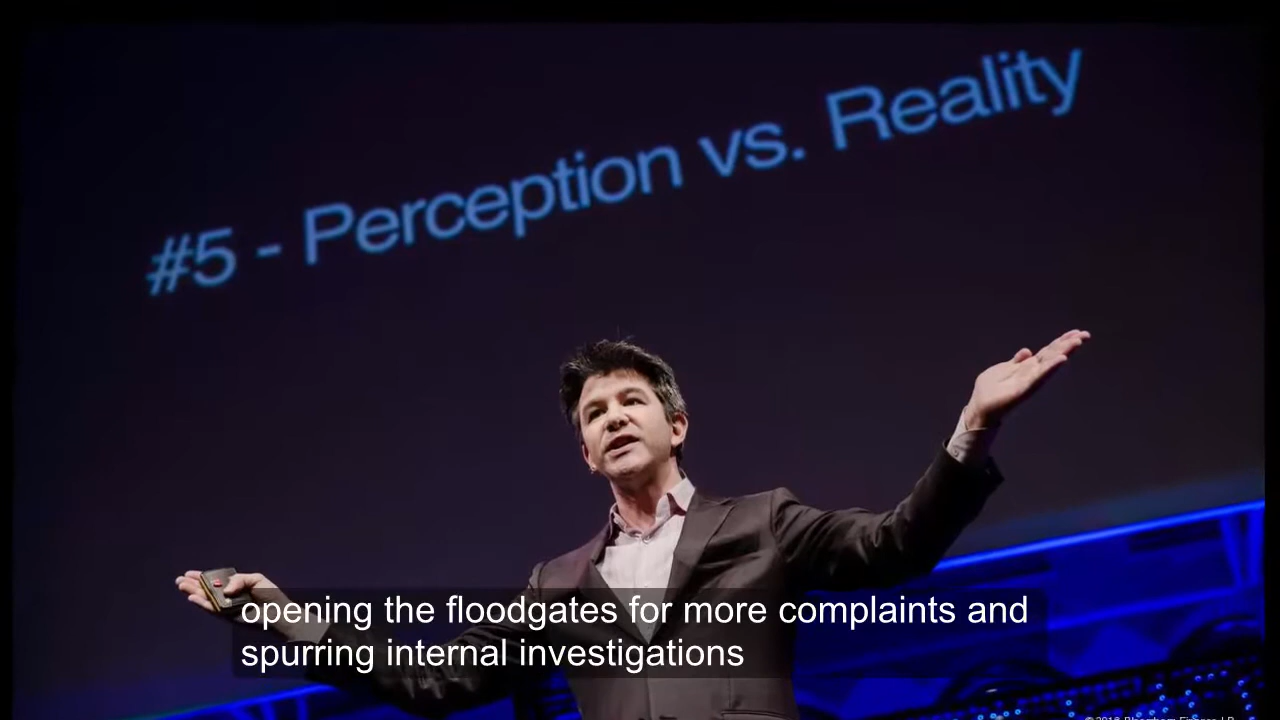 #5 - Perception vs. Reality
opening the floodgates for more complaints and
spurring internal investigations